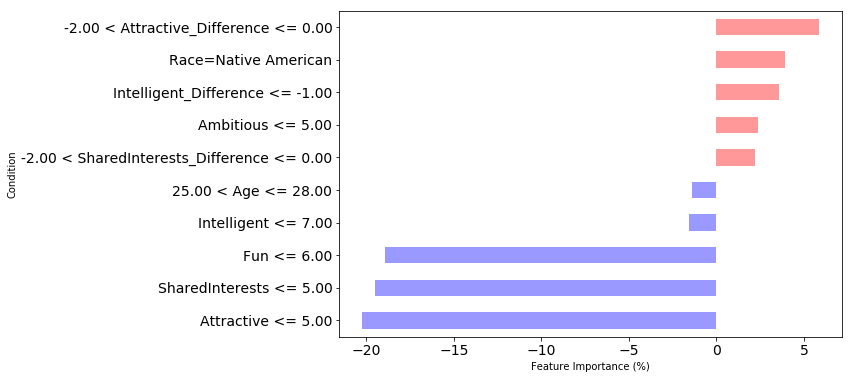 -2.00 < Attractive_Difference <= 0.00
Race=Native American
Intelligent_Difference <= -1.00
Ambitious <= 5.00
-2.00 < SharedInterests_Difference <= 0.00
25.00 < Age <= 28.00
Intelligent <= 7.00
Fun <= 6.00
SharedInterests <= 5.00
Attractive <= 5.00
Condition
−20 −15 −10 −5 0 5
Feature Importance (%)